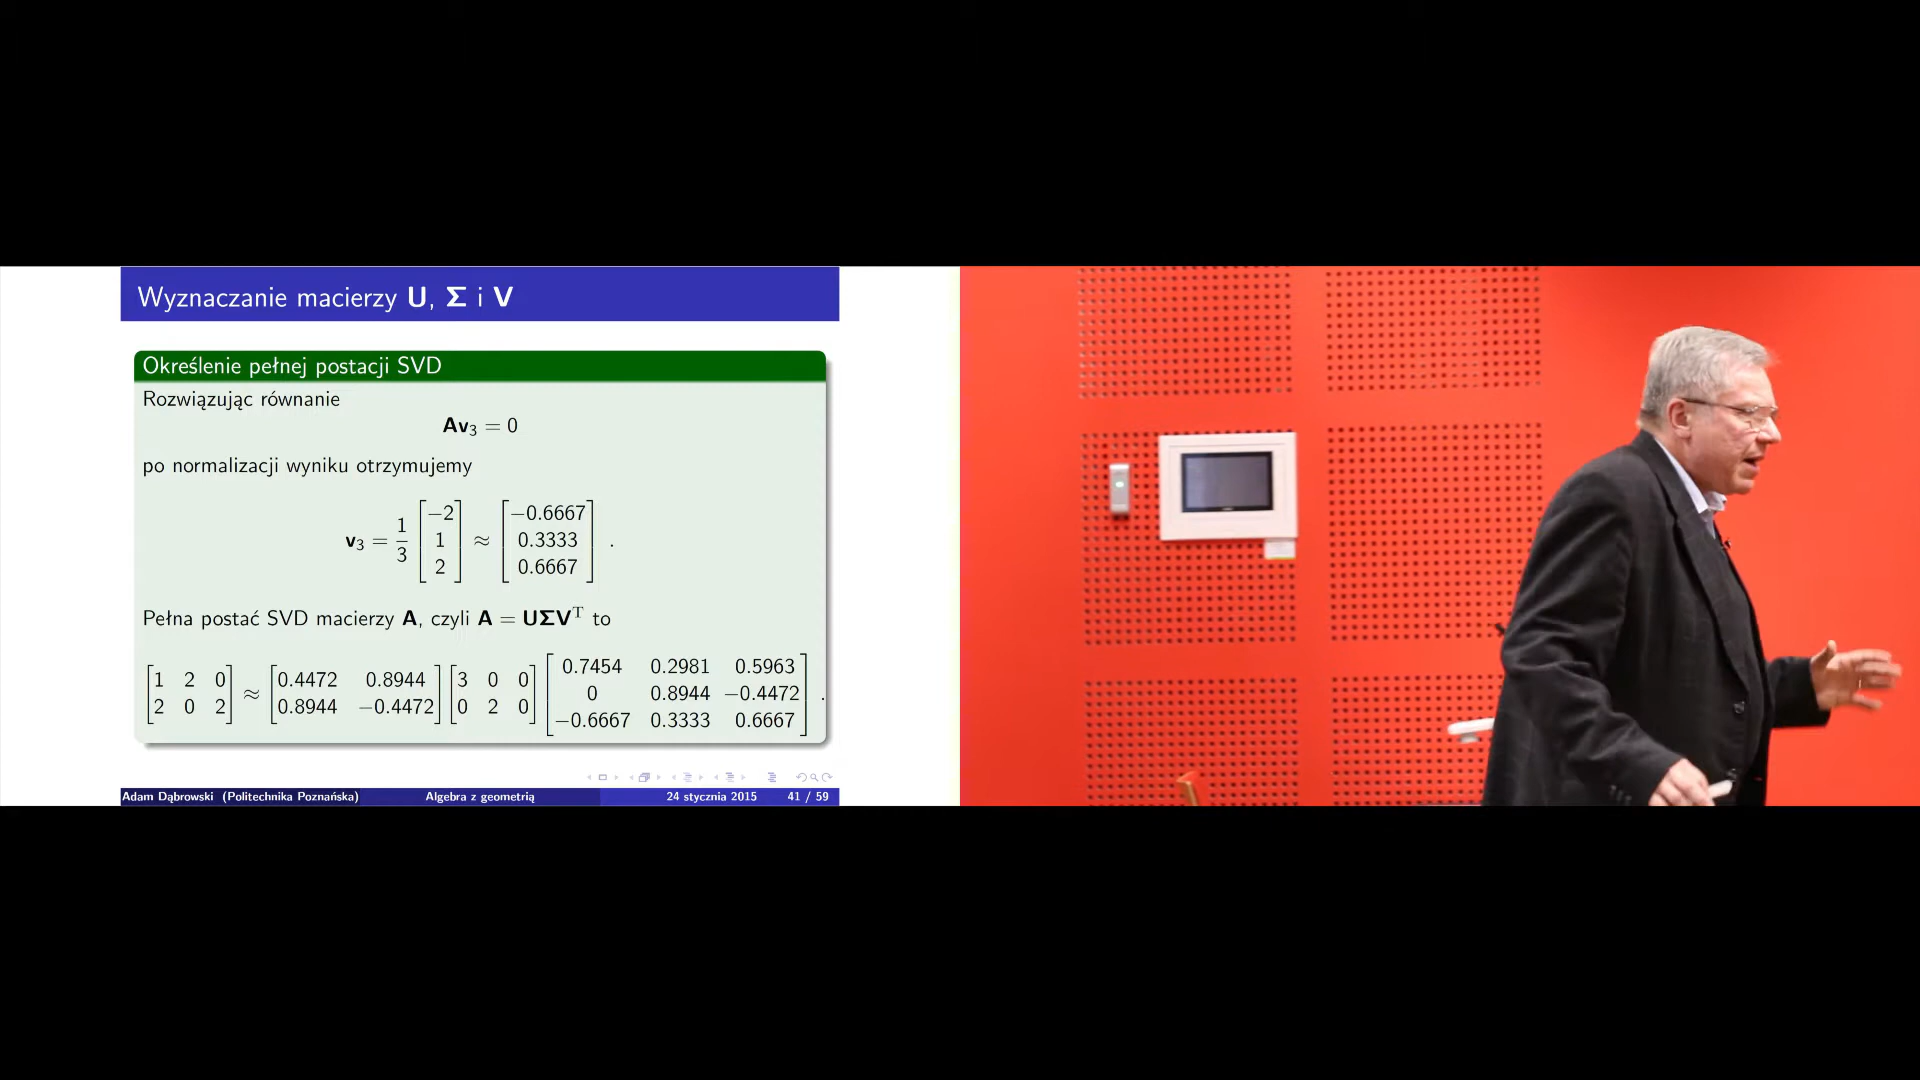 Wyznaczanie macierzy U, Σ i V
Określenie pełnej postacji SVD
Rozwiązując równanie
Av₃ = 0
po normalizacji wyniku otrzymujemy
v₃ = 1/3 [−2 1 2] ≈ [−0.6667 0.3333 0.6667] .
Pełna postać SVD macierzy A, czyli A = UΣVᵀ to
[1 2 0; 2 0 2] ≈ [0.4472 0.8944; 0.8944 −0.4472] [3 0 0; 0 2 0] [0.7454 0.2981 0.5963; 0 0.8944 −0.4472; −0.6667 0.3333 0.6667] .
Adam Dąbrowski (Politechnika Poznańska) Algebra z geometrią 24 stycznia 2015 41 / 59